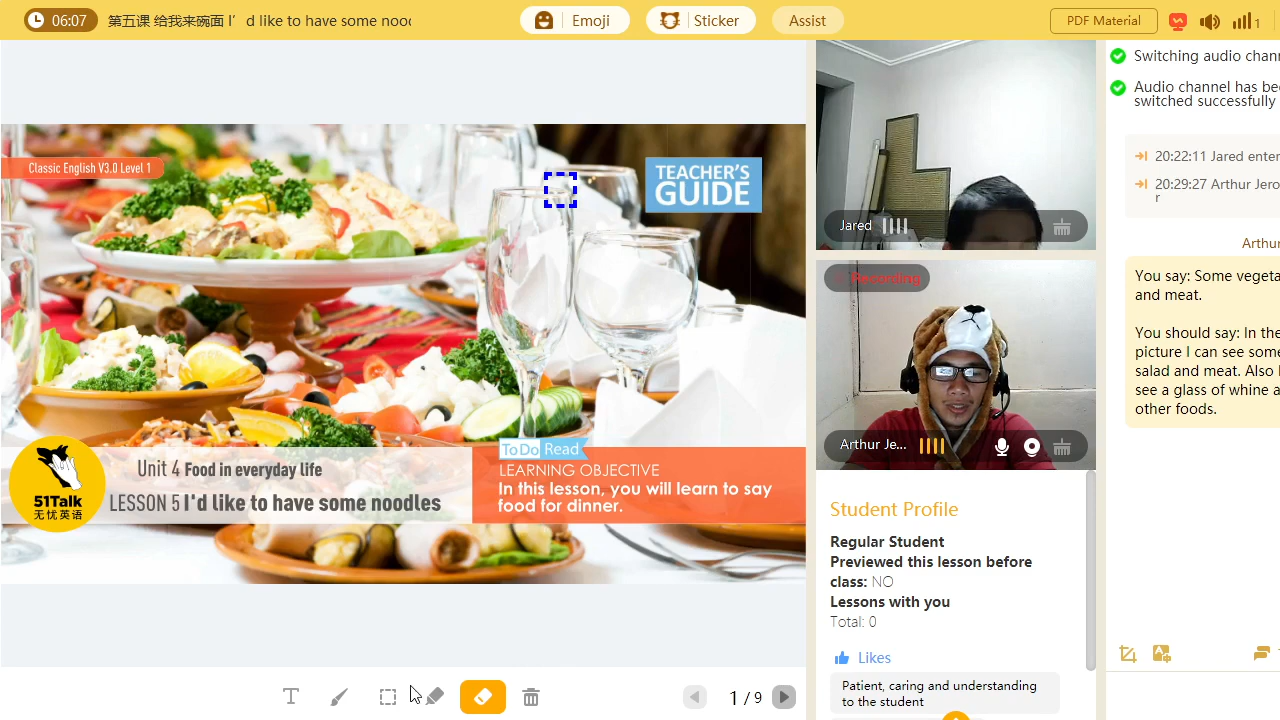 06:07
第五课 给我来碗面 I’d like to have some nooc
Emoji
Sticker
Assist
PDF Material
1
Classic English V3.0 Level 1
TEACHER'S
GUIDE
51Talk
无忧英语
Unit 4 Food in everyday life
LESSON 5 I'd like to have some noodles
To Do Read
LEARNING OBJECTIVE
In this lesson, you will learn to say
food for dinner.
1 / 9
Jared
Recording
Arthur Je...
Student Profile
Regular Student
Previewed this lesson before
class: NO
Lessons with you
Total: 0
Likes
Patient, caring and understanding
to the student
Switching audio chann
Audio channel has bee
switched successfully
20:22:11 Jared enter
20:29:27 Arthur Jero
r
Arthur
You say: Some vegeta
and meat.
You should say: In the
picture I can see some
salad and meat. Also I
see a glass of whine a
other foods.